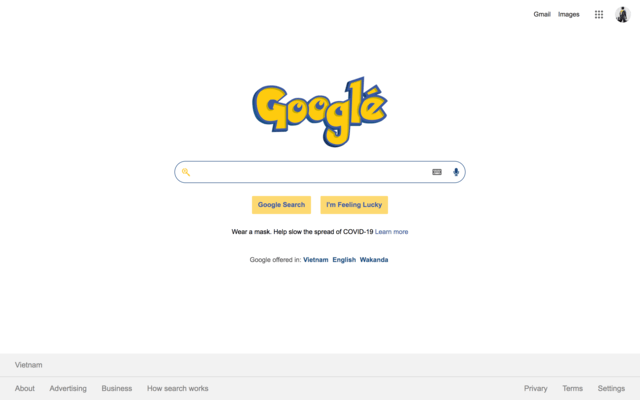 Gmail Images
Googlé
Google Search I'm Feeling Lucky
Wear a mask. Help slow the spread of COVID-19 Learn more
Google offered in: Vietnam English Wakanda
Vietnam
About Advertising Business How search works Privacy Terms Settings